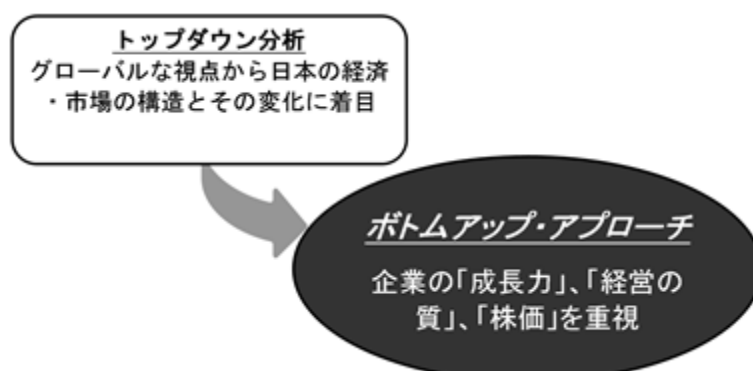 トップダウン分析
グローバルな視点から日本の経済
・市場の構造とその変化に着目
ボトムアップ・アプローチ
企業の「成長力」、「経営の
質」、「株価」を重視